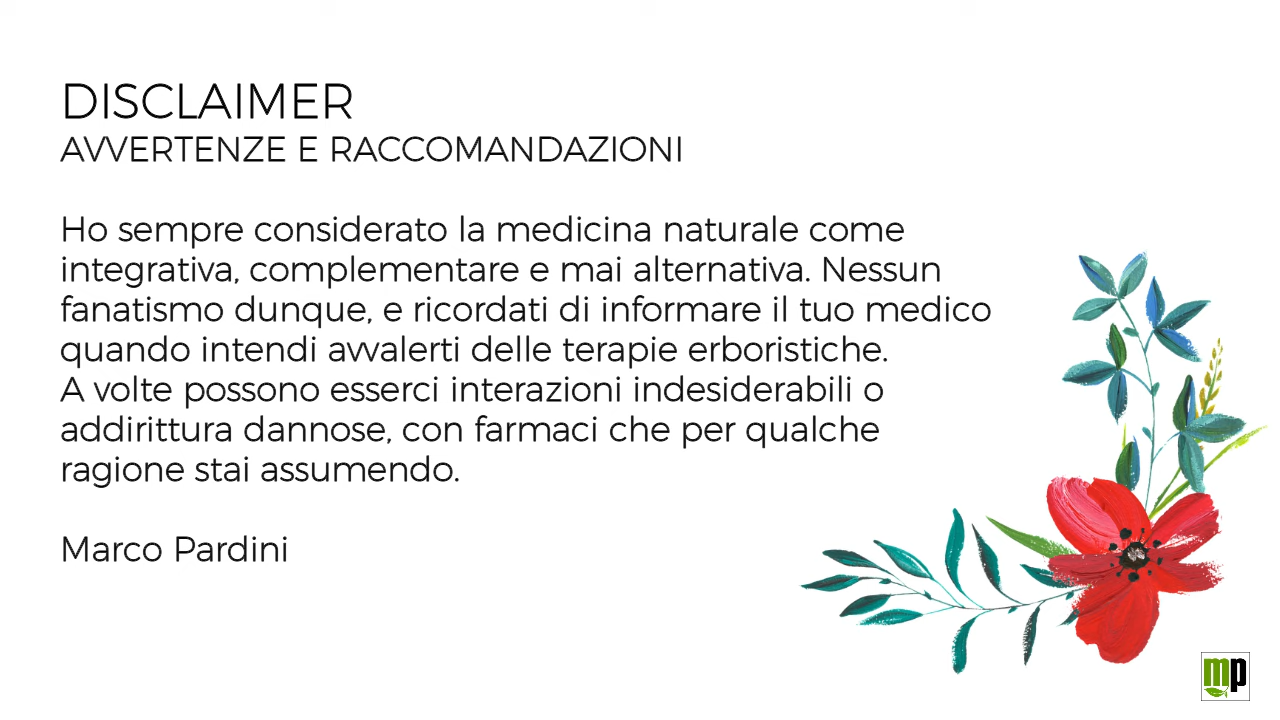 DISCLAIMER
AVVERTENZE E RACCOMANDAZIONI
Ho sempre considerato la medicina naturale come
integrativa, complementare e mai alternativa. Nessun
fanatismo dunque, e ricordati di informare il tuo medico
quando intendi avvalerti delle terapie erboristiche.
A volte possono esserci interazioni indesiderabili o
addirittura dannose, con farmaci che per qualche
ragione stai assumendo.
Marco Pardini
mp